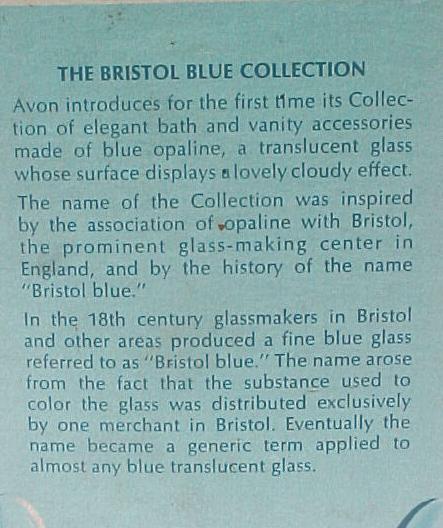 THE BRISTOL BLUE COLLECTION
Avon introduces for the first time its Collec-
tion of elegant bath and vanity accessories
made of blue opaline, a translucent glass
whose surface displays a lovely cloudy effect.
The name of the Collection was inspired
by the association of opaline with Bristol,
the prominent glass-making center in
England, and by the history of the name
"Bristol blue."
In the 18th century glassmakers in Bristol
and other areas produced a fine blue glass
referred to as "Bristol blue." The name arose
from the fact that the substance used to
color the glass was distributed exclusively
by one merchant in Bristol. Eventually the
name became a generic term applied to
almost any blue translucent glass.